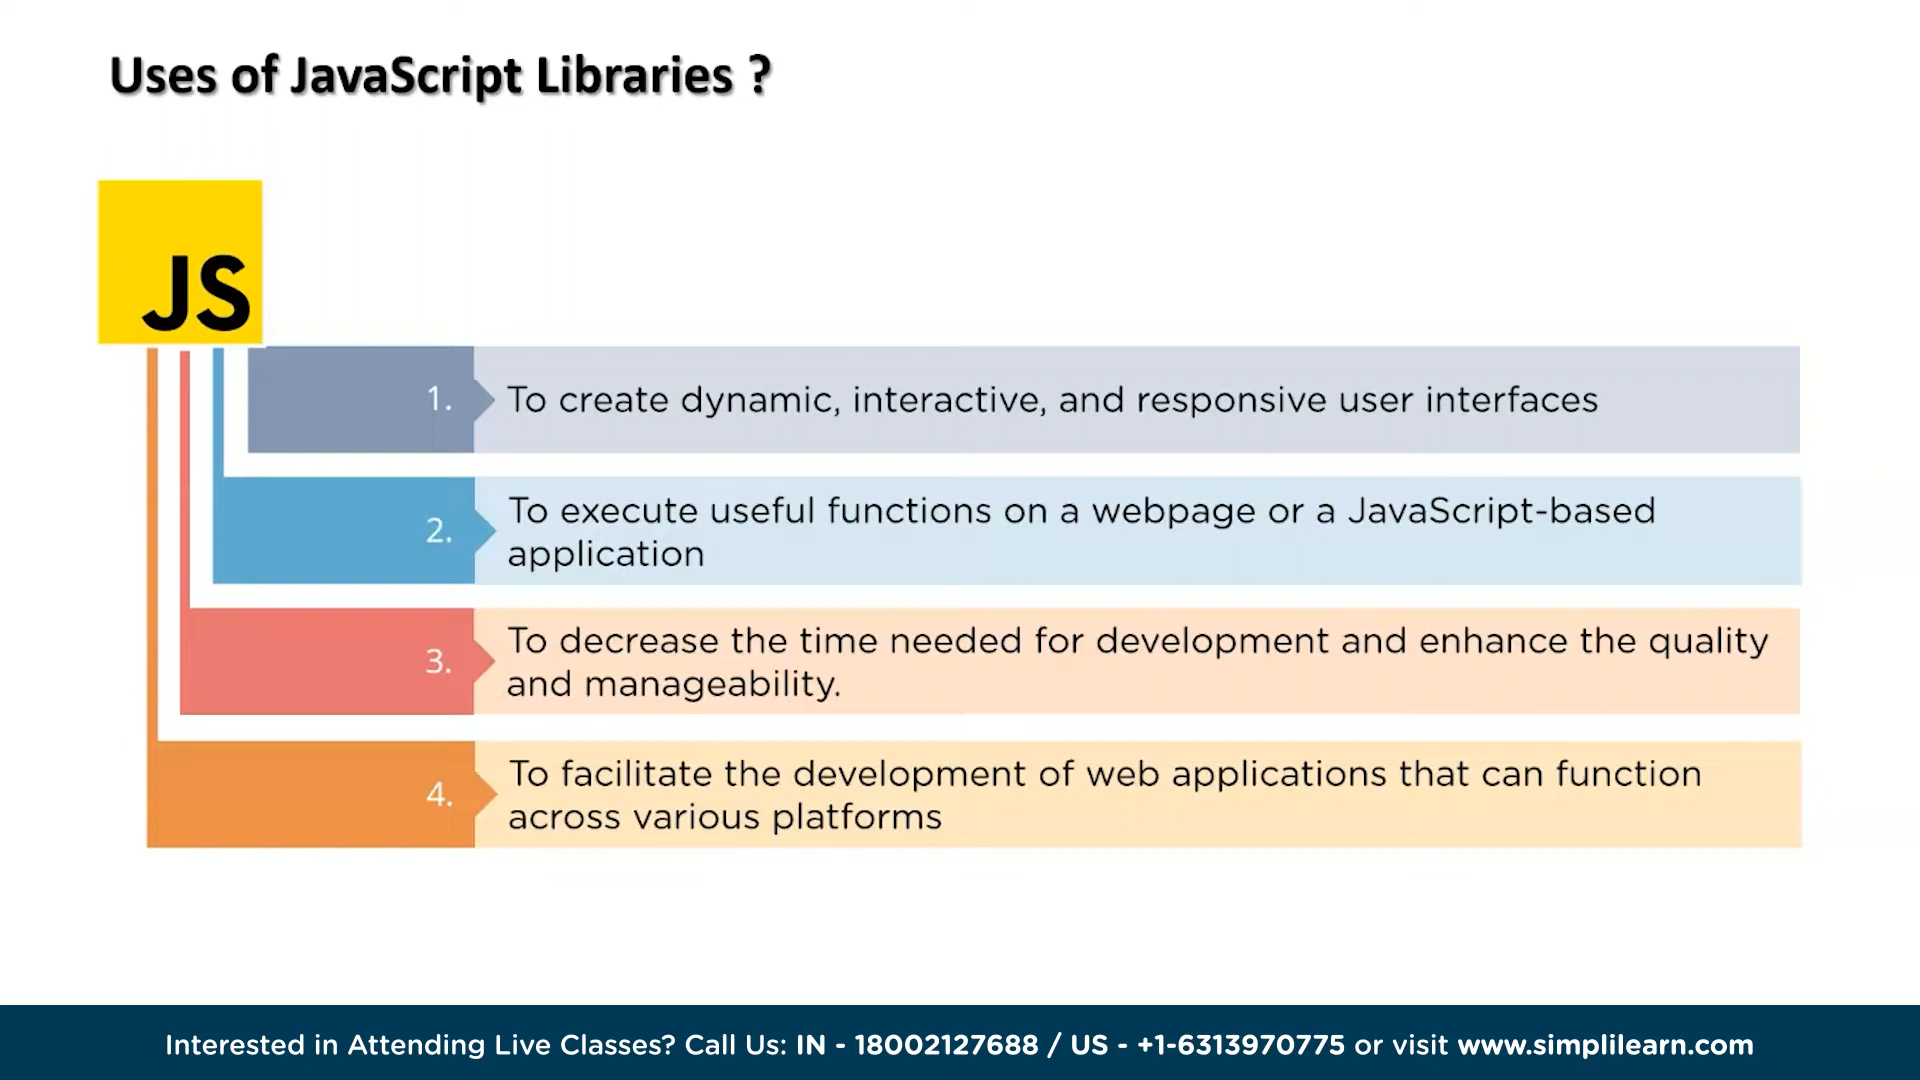 Uses of JavaScript Libraries ?
JS
1. To create dynamic, interactive, and responsive user interfaces
2. To execute useful functions on a webpage or a JavaScript-based
application
3. To decrease the time needed for development and enhance the quality
and manageability.
4. To facilitate the development of web applications that can function
across various platforms
Interested in Attending Live Classes? Call Us: IN - 18002127688 / US - +1-6313970775 or visit www.simplilearn.com